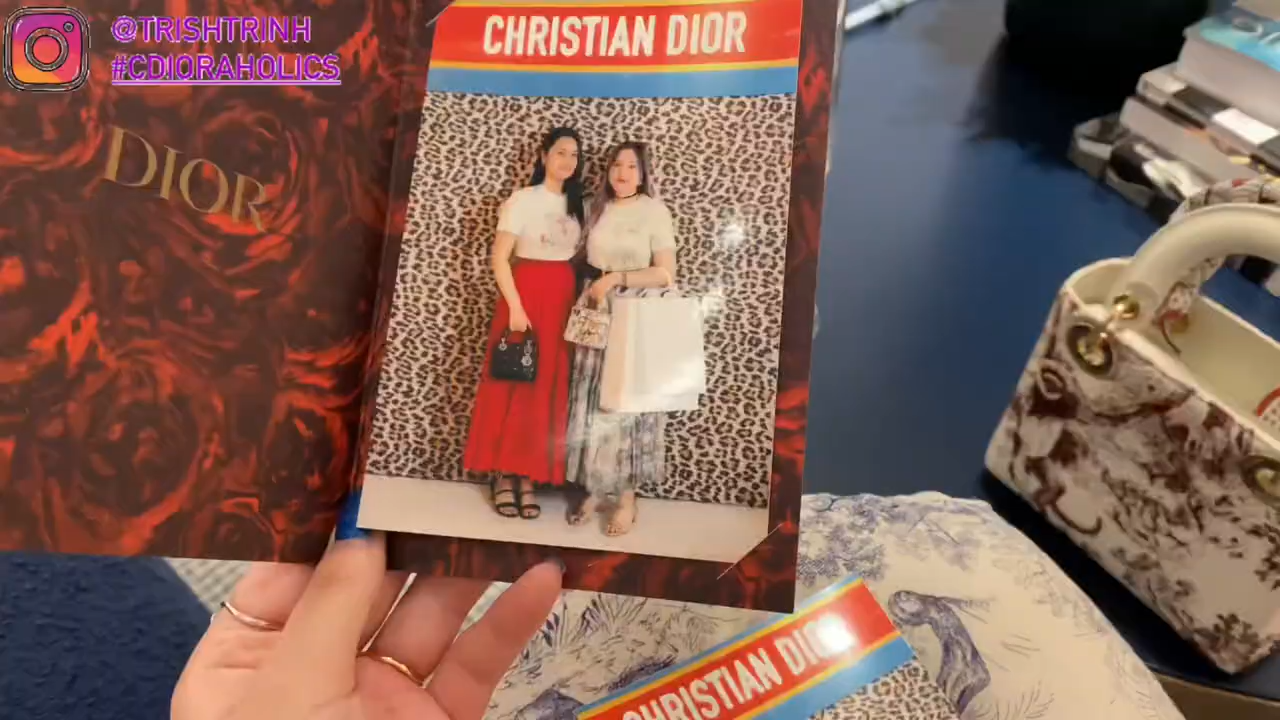 @TRISHTRINH
#CDIORAHOLICS
CHRISTIAN DIOR
DIOR
CHRISTIAN DIOR